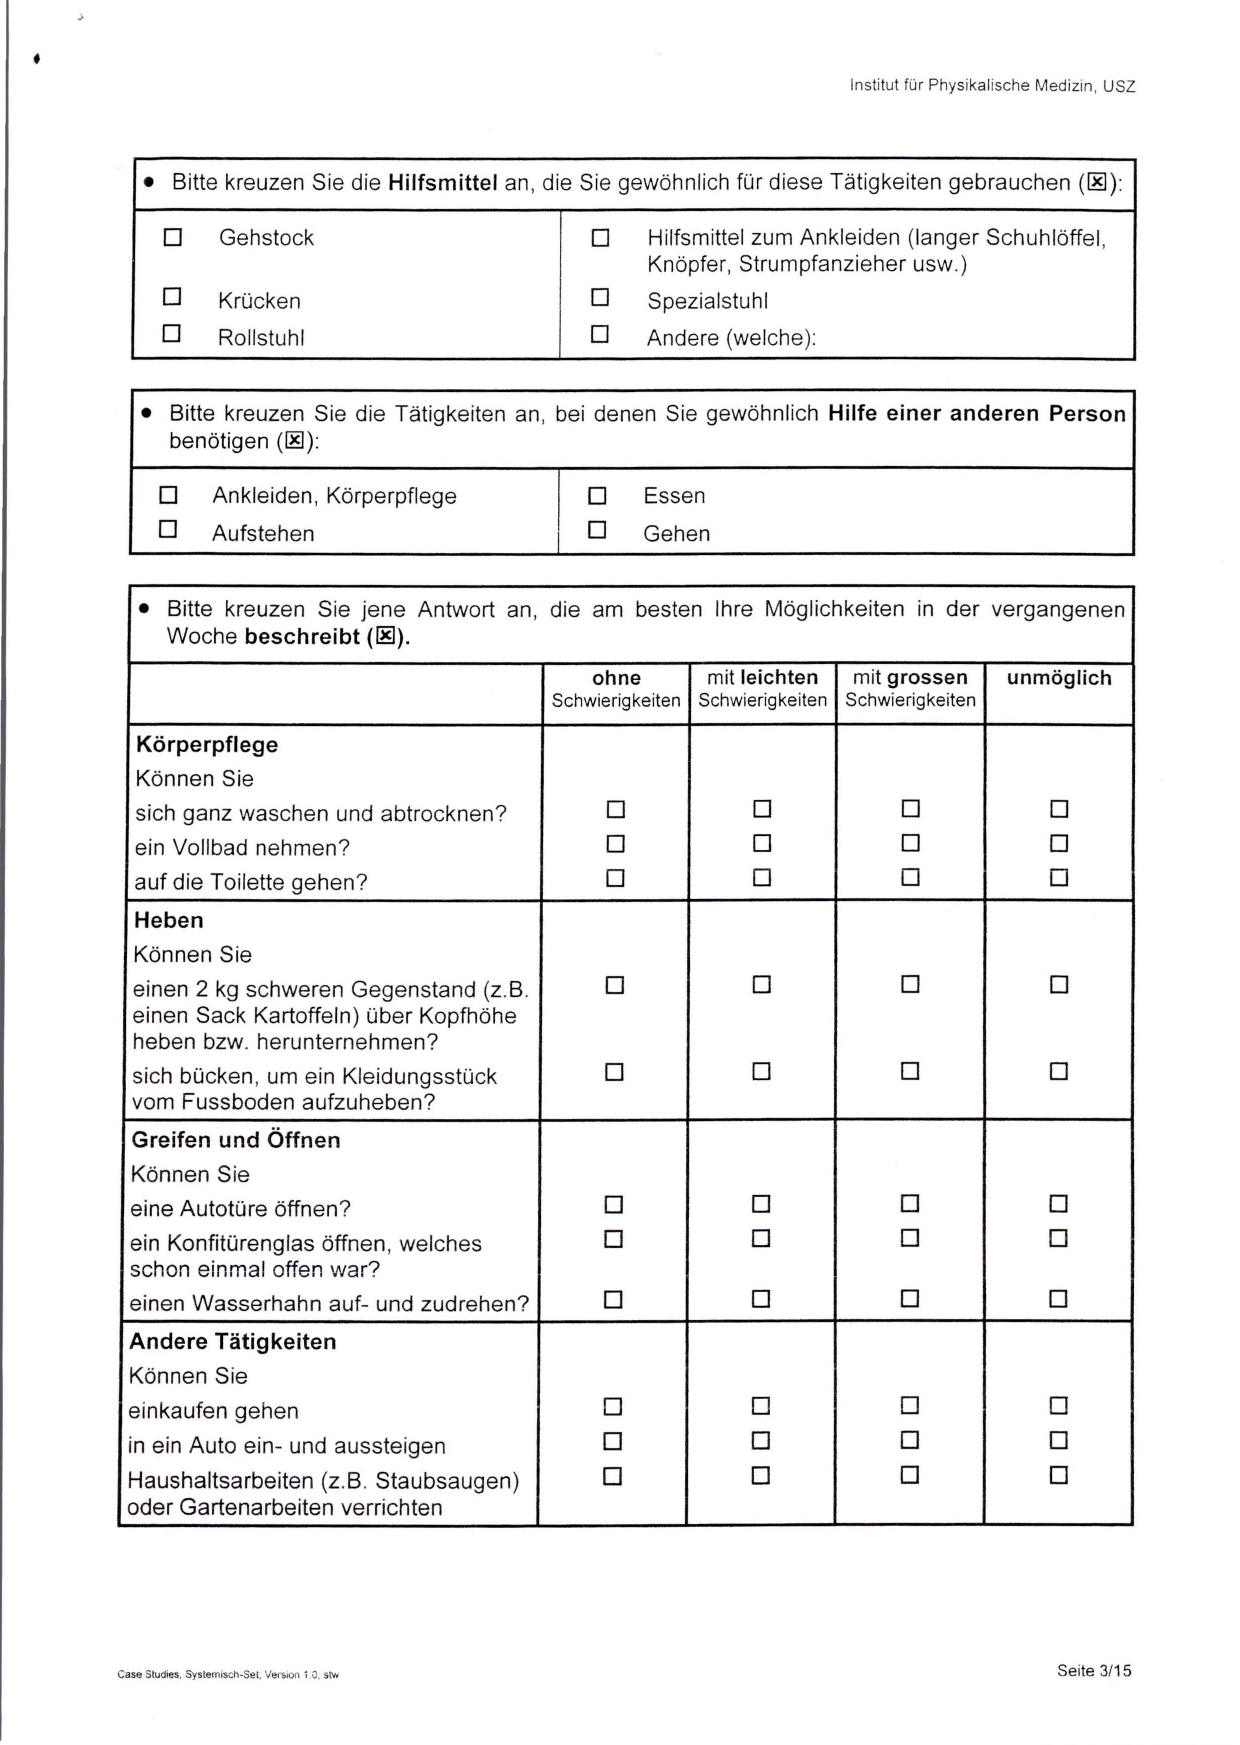 Institut für Physikalische Medizin, USZ
• Bitte kreuzen Sie die Hilfsmittel an, die Sie gewöhnlich für diese Tätigkeiten gebrauchen (☒):
☐ Gehstock
☐ Hilfsmittel zum Ankleiden (langer Schuhlöffel,
Knöpfer, Strumpfanzieher usw.)
☐ Krücken
☐ Spezialstuhl
☐ Rollstuhl
☐ Andere (welche):
• Bitte kreuzen Sie die Tätigkeiten an, bei denen Sie gewöhnlich Hilfe einer anderen Person
benötigen (☒):
☐ Ankleiden, Körperpflege
☐ Essen
☐ Aufstehen
☐ Gehen
• Bitte kreuzen Sie jene Antwort an, die am besten Ihre Möglichkeiten in der vergangenen
Woche beschreibt (☒).
ohne
Schwierigkeiten
mit leichten
Schwierigkeiten
mit grossen
Schwierigkeiten
unmöglich
Körperpflege
Können Sie
sich ganz waschen und abtrocknen? ☐ ☐ ☐ ☐
ein Vollbad nehmen? ☐ ☐ ☐ ☐
auf die Toilette gehen? ☐ ☐ ☐ ☐
Heben
Können Sie
einen 2 kg schweren Gegenstand (z.B. ☐ ☐ ☐ ☐
einen Sack Kartoffeln) über Kopfhöhe
heben bzw. herunternehmen?
sich bücken, um ein Kleidungsstück ☐ ☐ ☐ ☐
vom Fussboden aufzuheben?
Greifen und Öffnen
Können Sie
eine Autotüre öffnen? ☐ ☐ ☐ ☐
ein Konfitürenglas öffnen, welches ☐ ☐ ☐ ☐
schon einmal offen war?
einen Wasserhahn auf- und zudrehen? ☐ ☐ ☐ ☐
Andere Tätigkeiten
Können Sie
einkaufen gehen ☐ ☐ ☐ ☐
in ein Auto ein- und aussteigen ☐ ☐ ☐ ☐
Haushaltsarbeiten (z.B. Staubsaugen) ☐ ☐ ☐ ☐
oder Gartenarbeiten verrichten
Case Studies, Systemisch-Set, Version 1.0, stw
Seite 3/15